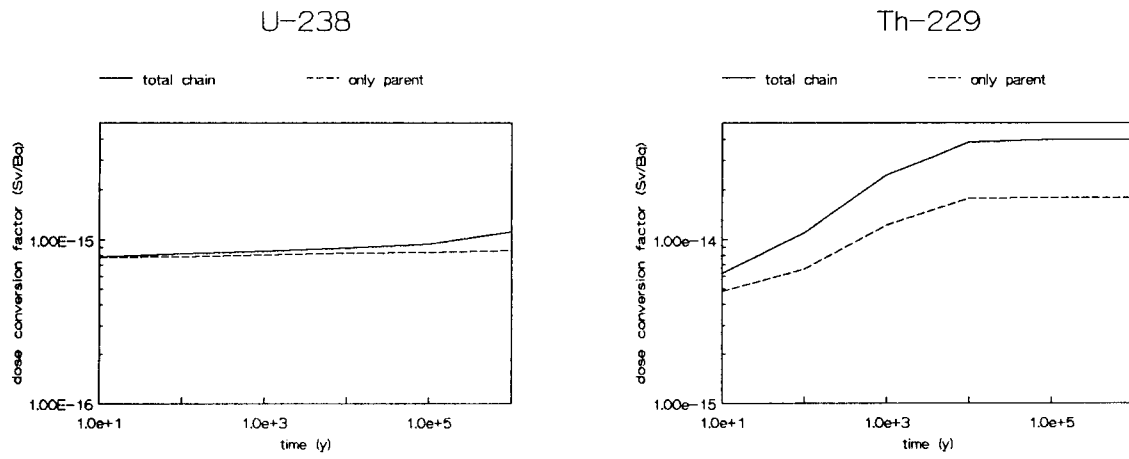 U-238
total chain
only parent
dose conversion factor (Sv/Bq)
1.00E-15
1.00E-16
1.0e+1
1.0e+3
1.0e+5
time (y)
Th-229
total chain
only parent
dose conversion factor (Sv/Bq)
1.00e-14
1.00e-15
1.0e+1
1.0e+3
1.0e+5
time (y)